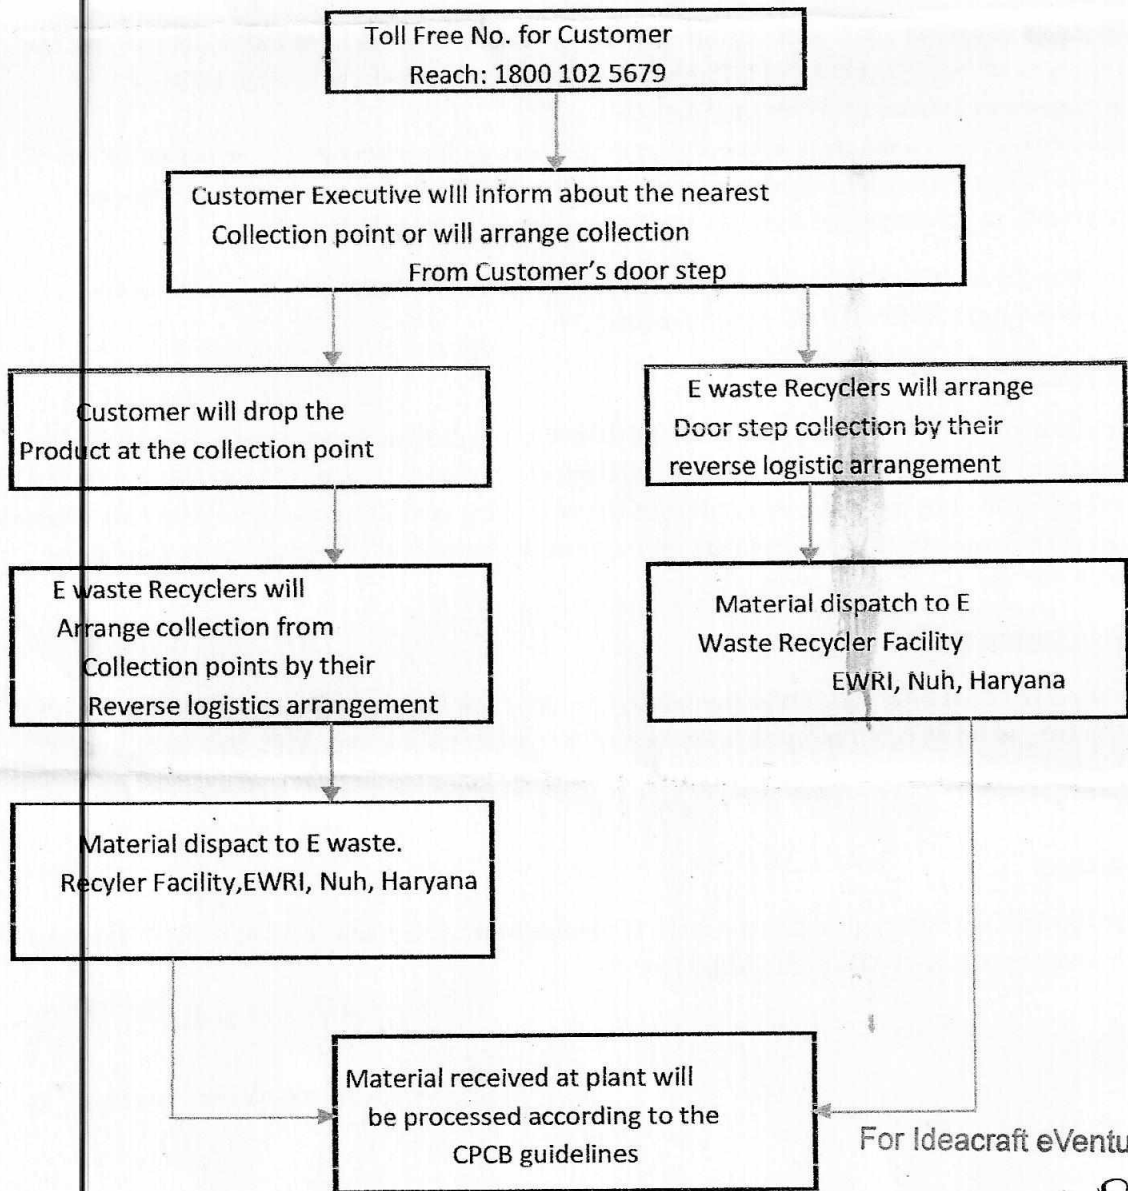 Toll Free No. for Customer
Reach: 1800 102 5679
Customer Executive will inform about the nearest
Collection point or will arrange collection
From Customer's door step
Customer will drop the
Product at the collection point
E waste Recyclers will arrange
Door step collection by their
reverse logistic arrangement
E waste Recyclers will
Arrange collection from
Collection points by their
Reverse logistics arrangement
Material dispatch to E
Waste Recycler Facility
EWRI, Nuh, Haryana
Material dispact to E waste.
Recyler Facility,EWRI, Nuh, Haryana
Material received at plant will
be processed according to the
CPCB guidelines
For Ideacraft eVentu